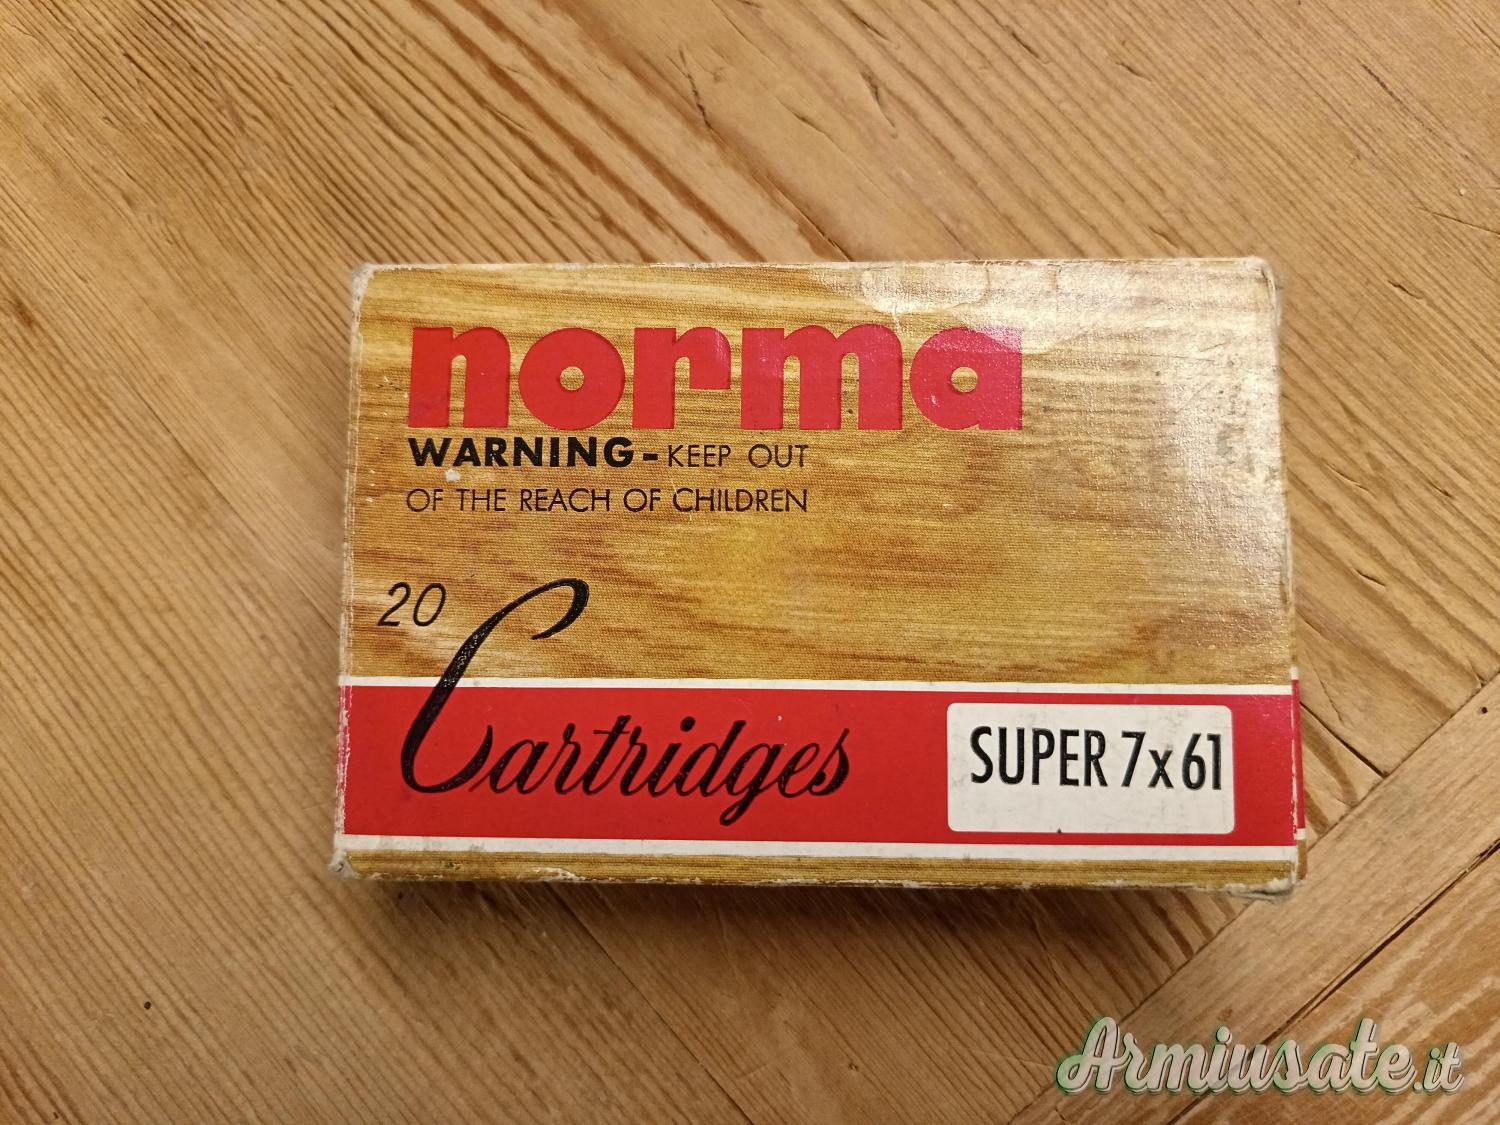 norma
WARNING-KEEP OUT
OF THE REACH OF CHILDREN
20
Cartridges
SUPER 7x61
Armiusate.it